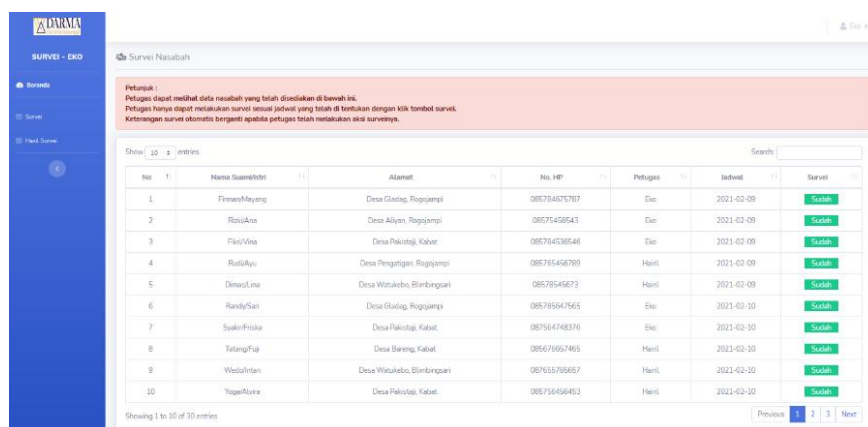 DARMA
Eko
SURVEI - EKO
Survei Nasabah
Beranda
Survei
Hasil Survei
Petunjuk :
Petugas dapat melihat data nasabah yang telah disediakan di bawah ini.
Petugas hanya dapat melakukan survei sesuai jadwal yang telah di tentukan dengan klik tombol survei.
Keterangan survei otomatis berganti apabila petugas telah melakukan aksi surveinya.
Show 10 entries Search:
No Nama Suami/Istri Alamat No. HP Petugas Jadwal Survei
1 Firman/Mayang Desa Gladag, Rogojampi 085784675787 Eko 2021-02-09 Sudah
2 Rizki/Ana Desa Aliyan, Rogojampi 08575456543 Eko 2021-02-09 Sudah
3 Fikri/Vina Desa Pakistaji, Kabat 085784536546 Eko 2021-02-09 Sudah
4 Rudi/Ayu Desa Pengatigan, Rogojampi 085765456789 Hairil 2021-02-09 Sudah
5 Dimas/Lina Desa Watukebo, Blimbingsari 08578545673 Hairil 2021-02-09 Sudah
6 Randy/Sari Desa Gladag, Rogojampi 085785647565 Eko 2021-02-10 Sudah
7 Syakir/Friska Desa Pakistaji, Kabat 087564748376 Eko 2021-02-10 Sudah
8 Tatang/Fuji Desa Bareng, Kabat 085676657465 Hairil 2021-02-10 Sudah
9 Wedo/Intan Desa Watukebo, Blimbingsari 087655765657 Hairil 2021-02-10 Sudah
10 Yoga/Alvira Desa Pakistaji, Kabat 085756456453 Hairil 2021-02-10 Sudah
Showing 1 to 10 of 30 entries Previous 1 2 3 Next